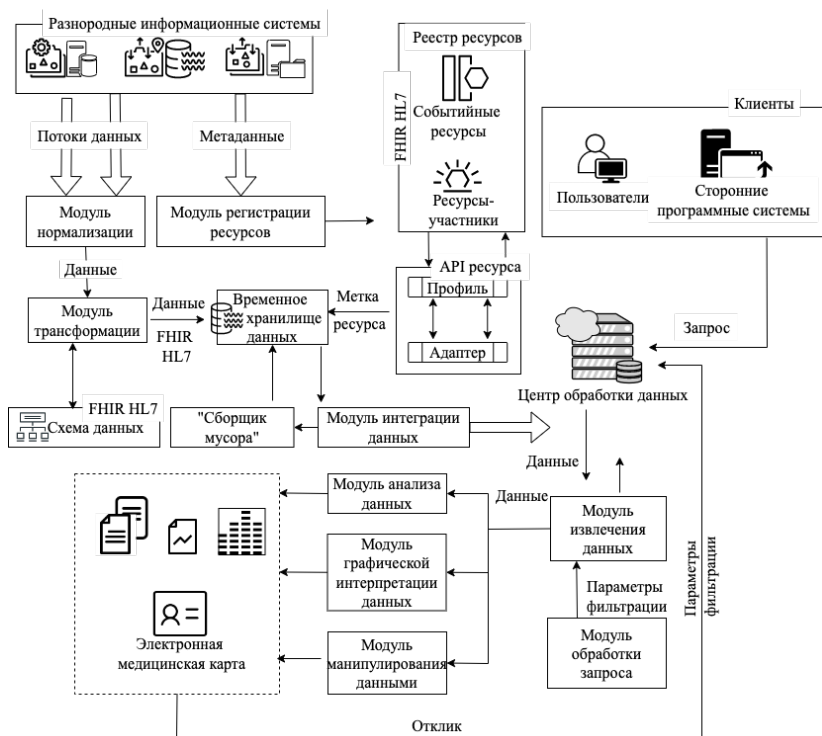 Разнородные информационные системы
Потоки данных
Метаданные
Реестр ресурсов
FHIR HL7
Событийные
ресурсы
Ресурсы-
участники
Клиенты
Пользователи
Сторонние
программные системы
Модуль
нормализации
Модуль регистрации
ресурсов
Данные
API ресурса
Профиль
Адаптер
Модуль
трансформации
Данные
FHIR
HL7
Временное
хранилище
данных
Метка
ресурса
Запрос
Центр обработки данных
FHIR HL7
Схема данных
"Сборщик
мусора"
Модуль интеграции
данных
Данные
Модуль анализа
данных
Данные
Модуль
извлечения
данных
Модуль
графической
интерпретации
данных
Параметры
фильтрации
Параметры
фильтрации
Модуль
обработки
запроса
Электронная
медицинская карта
Модуль
манипулирования
данными
Отклик